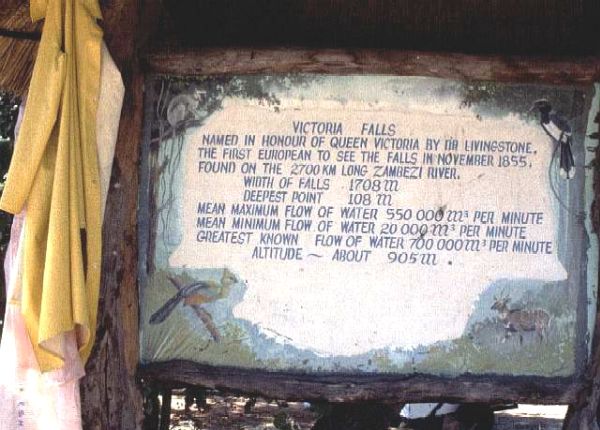 VICTORIA FALLS
NAMED IN HONOUR OF QUEEN VICTORIA BY DR LIVINGSTONE,
THE FIRST EUROPEAN TO SEE THE FALLS IN NOVEMBER 1855.
FOUND ON THE 2700 KM LONG ZAMBEZI RIVER.
WIDTH OF FALLS 1708 m
DEEPEST POINT 108 m
MEAN MAXIMUM FLOW OF WATER 550 000 m³ PER MINUTE
MEAN MINIMUM FLOW OF WATER 20 000 m³ PER MINUTE
GREATEST KNOWN FLOW OF WATER 700 000 m³ PER MINUTE
ALTITUDE ~ ABOUT 905 m.